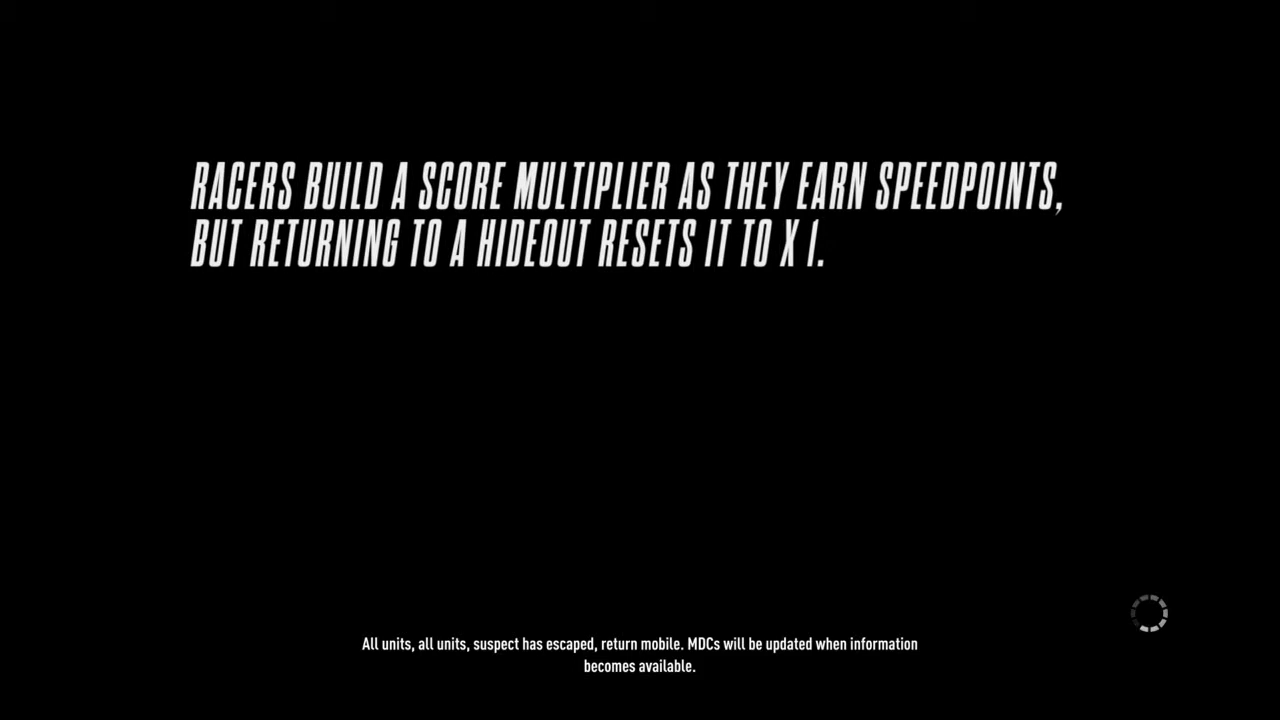 RACERS BUILD A SCORE MULTIPLIER AS THEY EARN SPEEDPOINTS,
BUT RETURNING TO A HIDEOUT RESETS IT TO X 1.
All units, all units, suspect has escaped, return mobile. MDCs will be updated when information
becomes available.